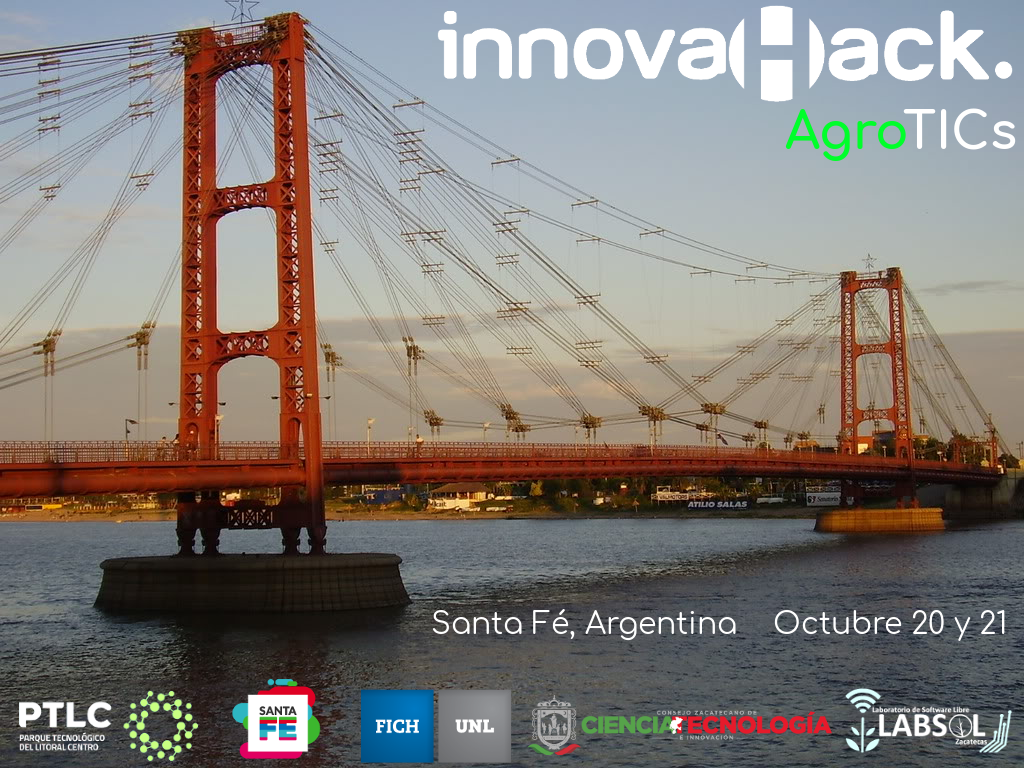 innovaHack.
AgroTICs
ATILIO SALAS
Santa Fé, Argentina Octubre 20 y 21
PTLC
PARQUE TECNOLÓGICO
DEL LITORAL CENTRO
SANTA
FE
FICH
UNL
CONSEJO ZACATECANO DE
CIENCIA TECNOLOGÍA
E INNOVACIÓN
Laboratorio de Software Libre
LABSOL
Zacatecas